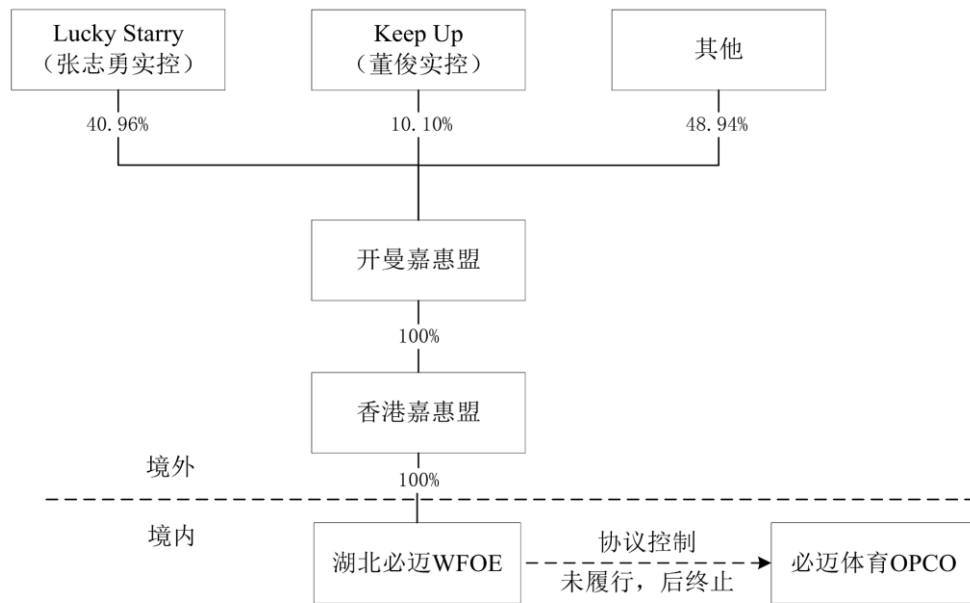 Lucky Starry
（张志勇实控）
Keep Up
（董俊实控）
其他
40.96%
10.10%
48.94%
开曼嘉惠盟
100%
香港嘉惠盟
境外
100%
境内
湖北必迈WFOE
协议控制
未履行，后终止
必迈体育OPCO